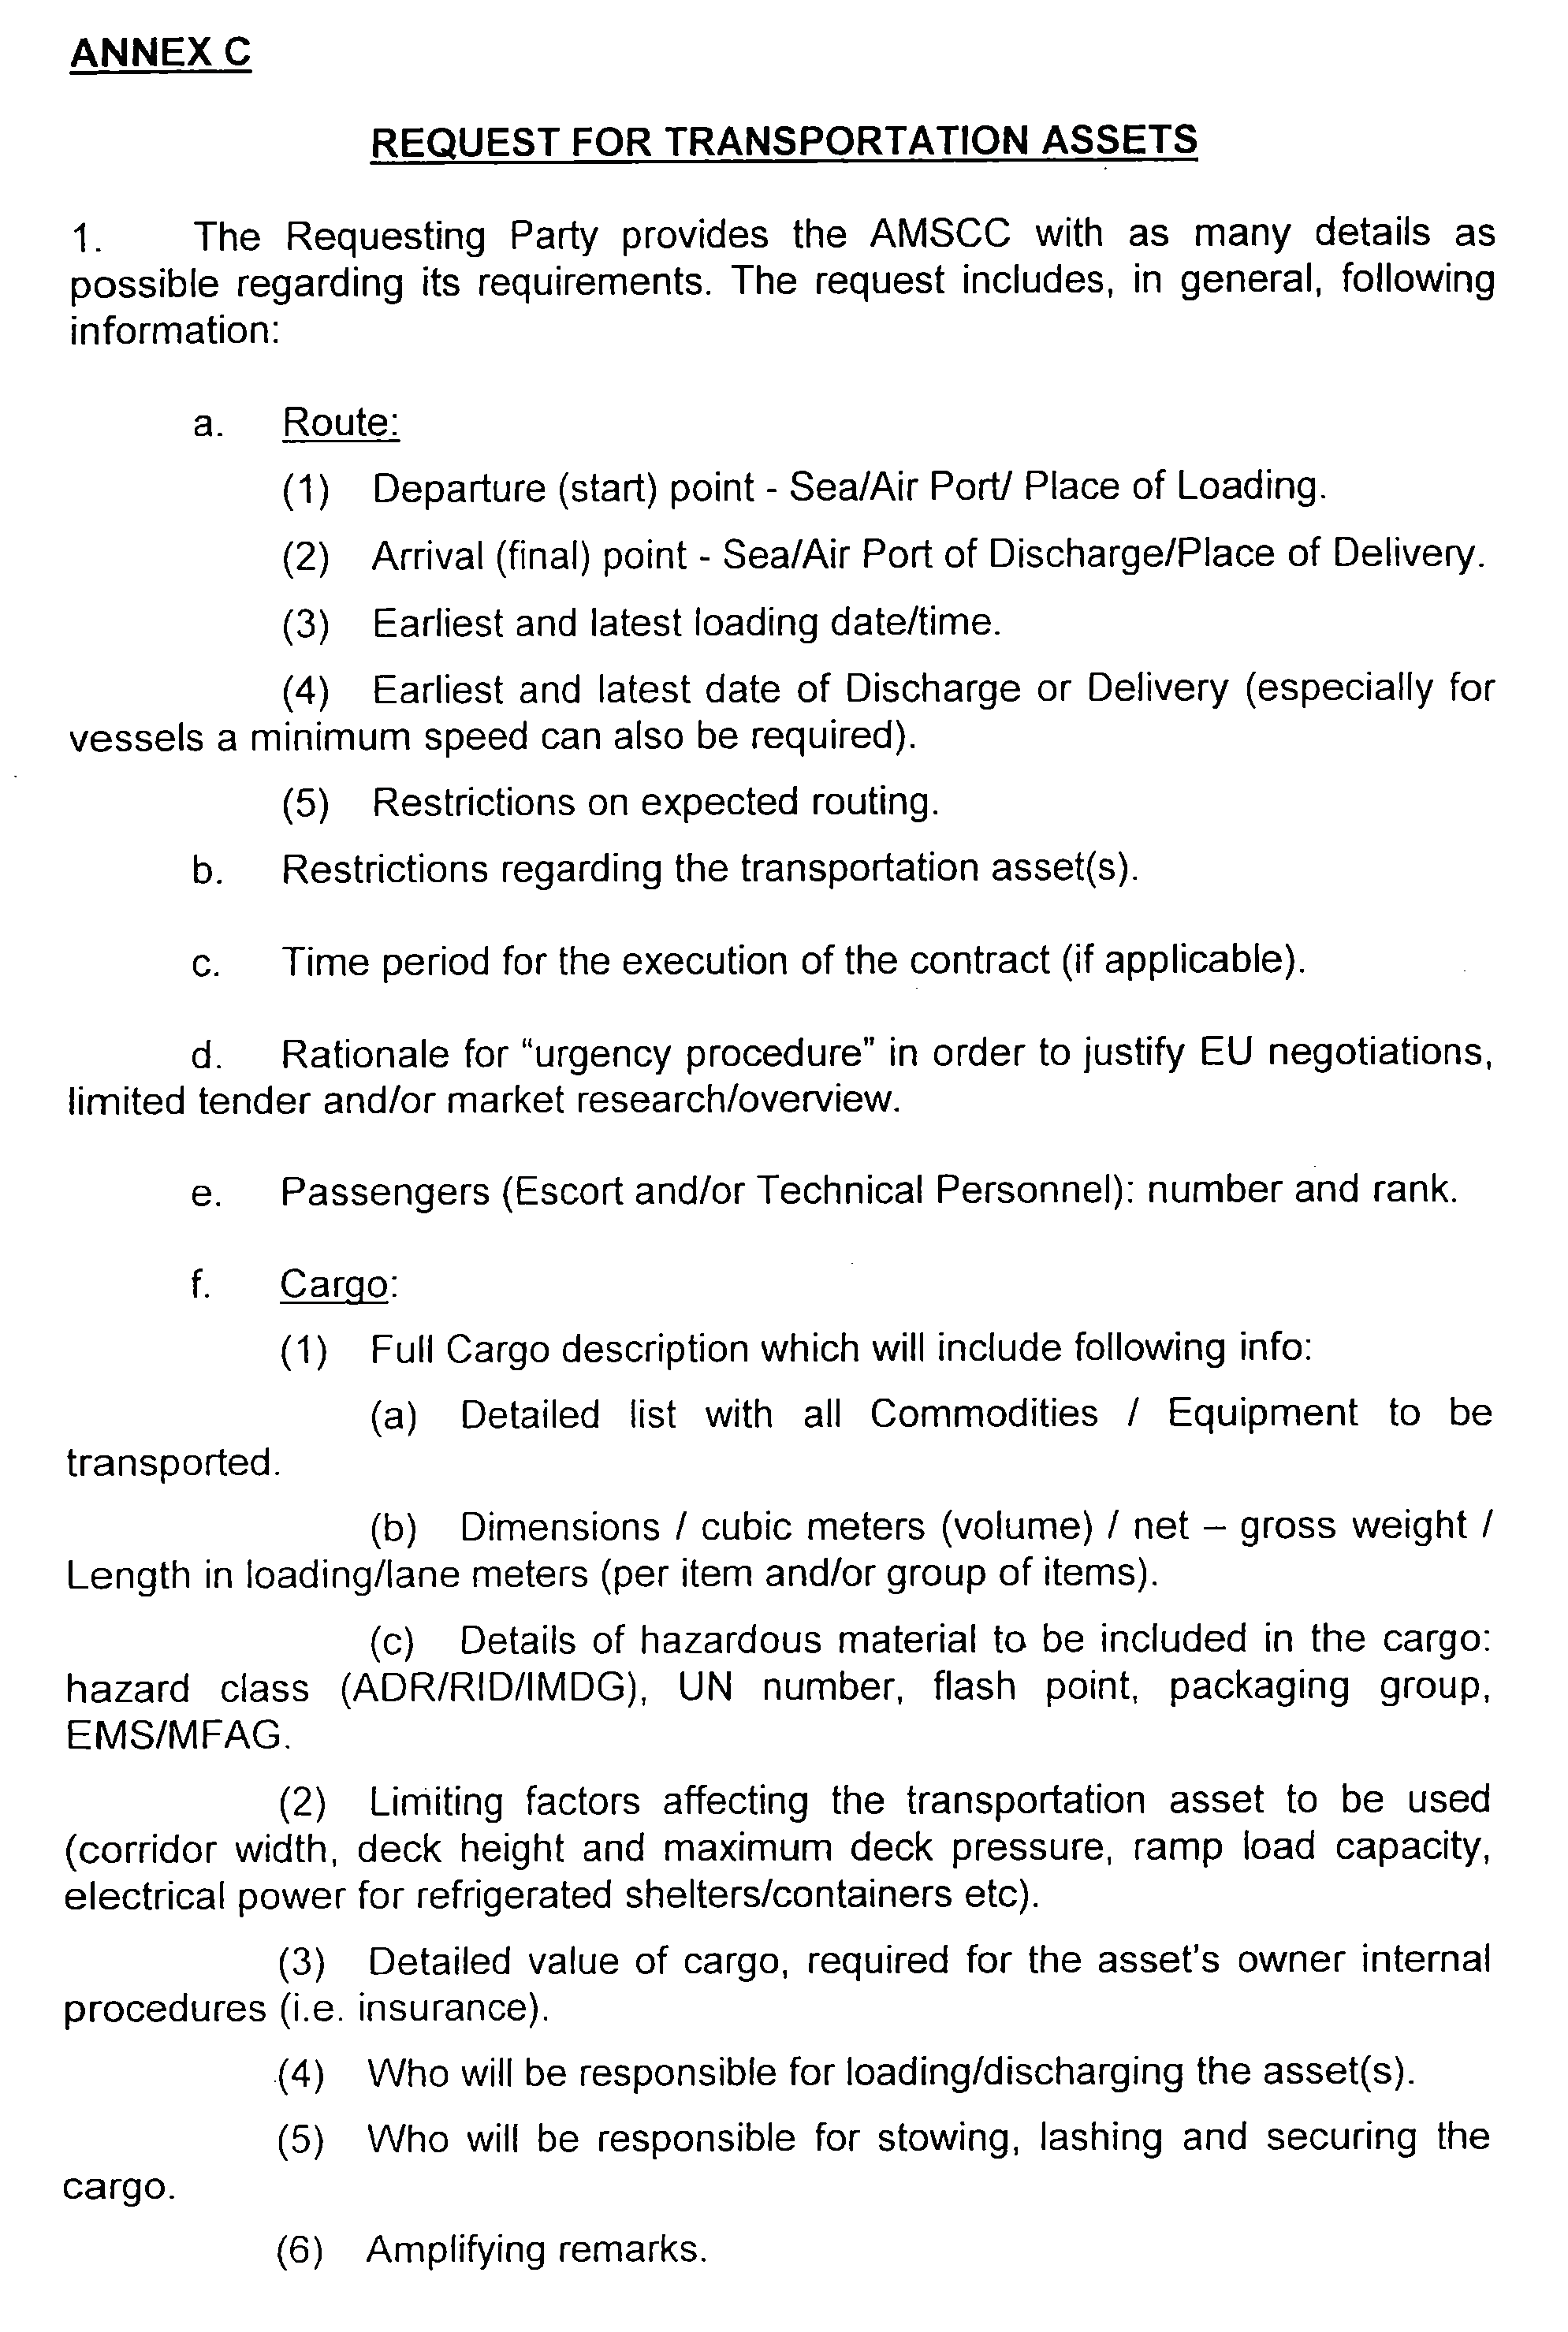 ANNEX C
REQUEST FOR TRANSPORTATION ASSETS
1. The Requesting Party provides the AMSCC with as many details as
possible regarding its requirements. The request includes, in general, following
information:
a. Route:
(1) Departure (start) point - Sea/Air Port/ Place of Loading.
(2) Arrival (final) point - Sea/Air Port of Discharge/Place of Delivery.
(3) Earliest and latest loading date/time.
(4) Earliest and latest date of Discharge or Delivery (especially for
vessels a minimum speed can also be required).
(5) Restrictions on expected routing.
b. Restrictions regarding the transportation asset(s).
c. Time period for the execution of the contract (if applicable).
d. Rationale for “urgency procedure” in order to justify EU negotiations,
limited tender and/or market research/overview.
e. Passengers (Escort and/or Technical Personnel): number and rank.
f. Cargo:
(1) Full Cargo description which will include following info:
(a) Detailed list with all Commodities / Equipment to be
transported.
(b) Dimensions / cubic meters (volume) / net – gross weight /
Length in loading/lane meters (per item and/or group of items).
(c) Details of hazardous material to be included in the cargo:
hazard class (ADR/RID/IMDG), UN number, flash point, packaging group,
EMS/MFAG.
(2) Limiting factors affecting the transportation asset to be used
(corridor width, deck height and maximum deck pressure, ramp load capacity,
electrical power for refrigerated shelters/containers etc).
(3) Detailed value of cargo, required for the asset’s owner internal
procedures (i.e. insurance).
(4) Who will be responsible for loading/discharging the asset(s).
(5) Who will be responsible for stowing, lashing and securing the
cargo.
(6) Amplifying remarks.